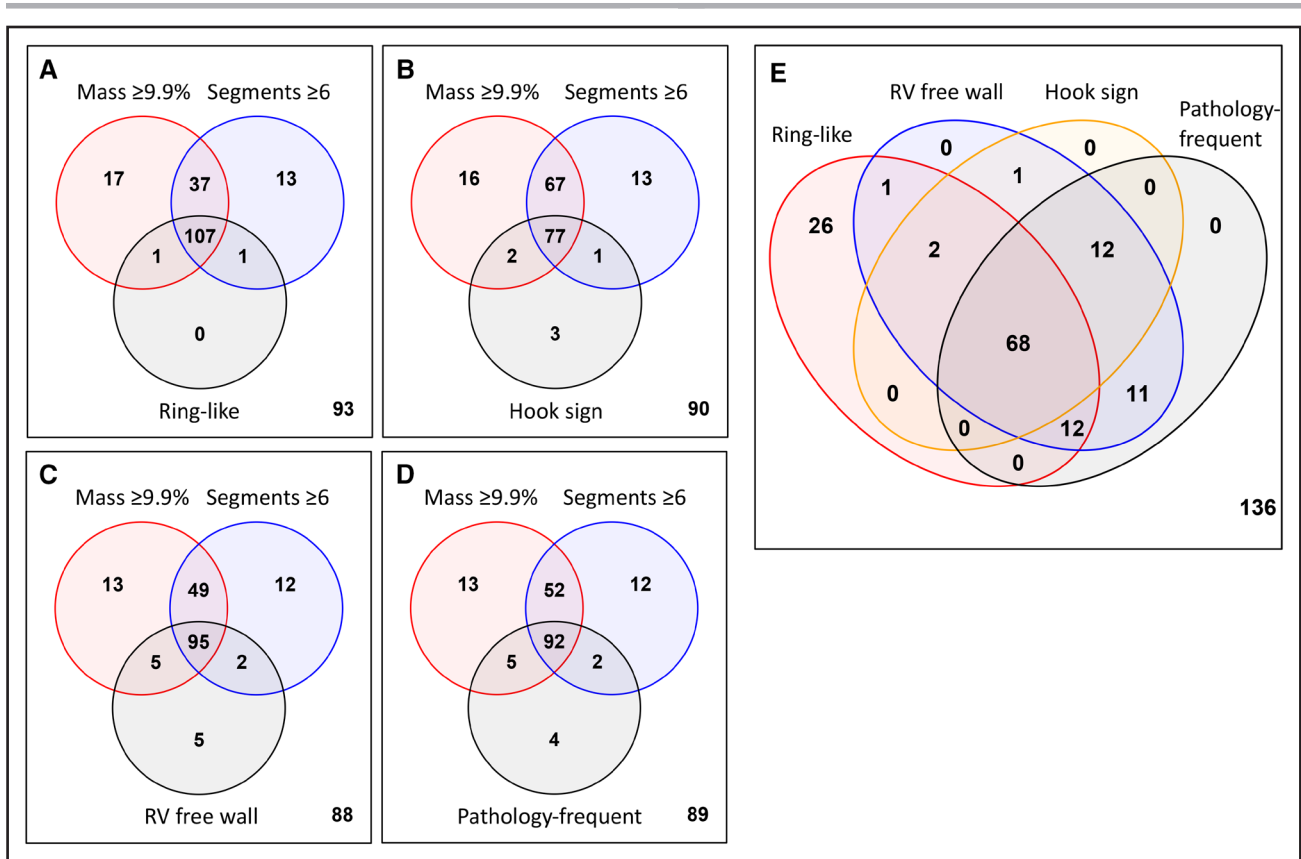 A
Mass ≥9.9% Segments ≥6
17
37
13
107
1
1
0
Ring-like
93
B
Mass ≥9.9% Segments ≥6
16
67
13
77
2
1
3
Hook sign
90
E
RV free wall
Hook sign
Pathology-
frequent
Ring-like
0
0
1
1
0
26
0
2
12
68
0
11
0
12
0
136
C
Mass ≥9.9% Segments ≥6
13
49
12
95
5
2
5
RV free wall
88
D
Mass ≥9.9% Segments ≥6
13
52
12
92
5
2
4
Pathology-frequent
89